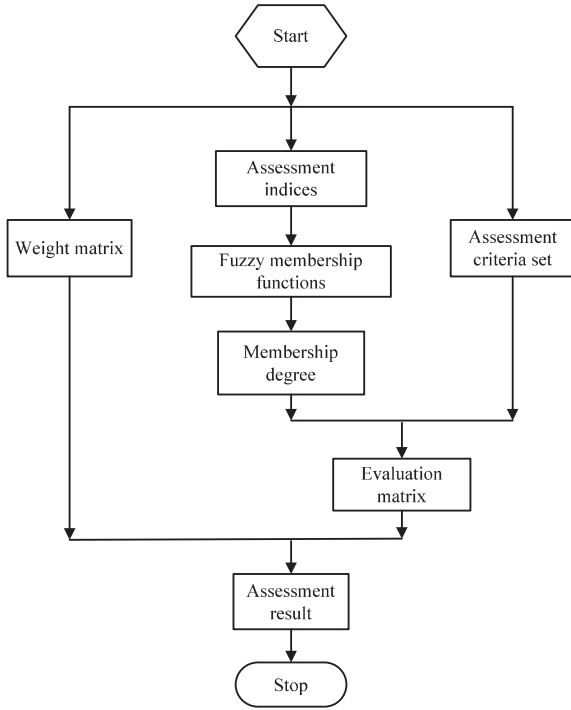 Start
Assessment
indices
Weight matrix
Assessment
criteria set
Fuzzy membership
functions
Membership
degree
Evaluation
matrix
Assessment
result
Stop